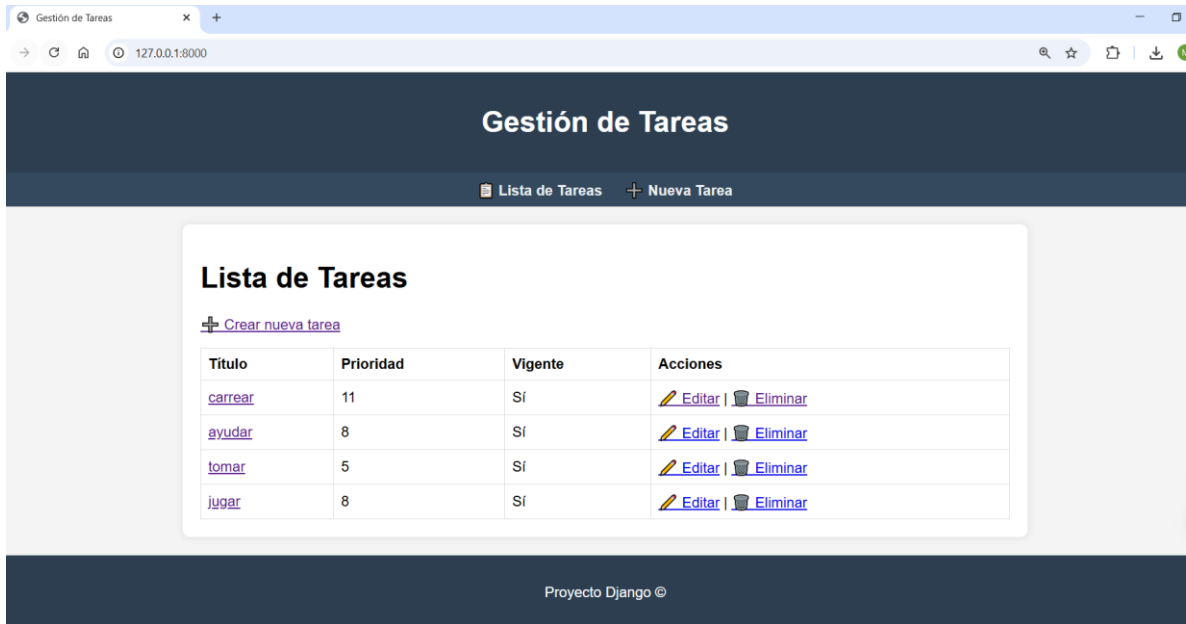 Gestión de Tareas
127.0.0.1:8000
Gestión de Tareas
Lista de Tareas Nueva Tarea
Lista de Tareas
Crear nueva tarea
Título Prioridad Vigente Acciones
carrear 11 Sí Editar | Eliminar
ayudar 8 Sí Editar | Eliminar
tomar 5 Sí Editar | Eliminar
jugar 8 Sí Editar | Eliminar
Proyecto Django ©